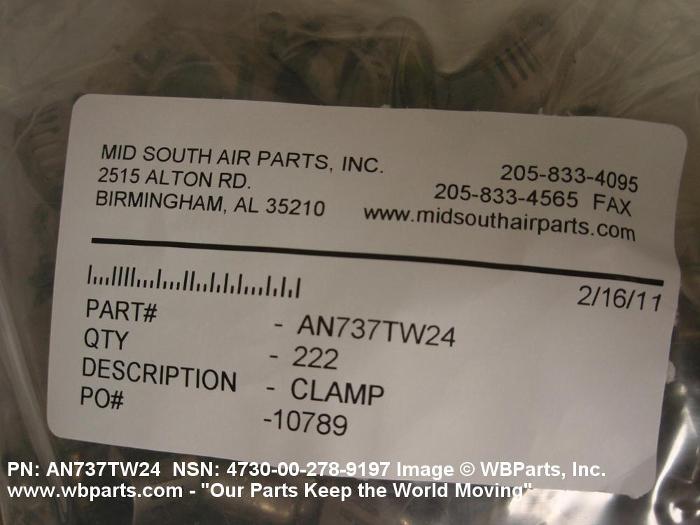 MID SOUTH AIR PARTS, INC.
2515 ALTON RD.
BIRMINGHAM, AL 35210
205-833-4095
205-833-4565 FAX
www.midsouthairparts.com
2/16/11
PART# - AN737TW24
QTY - 222
DESCRIPTION - CLAMP
PO# -10789
PN: AN737TW24 NSN: 4730-00-278-9197 Image © WBParts, Inc.
www.wbparts.com - "Our Parts Keep the World Moving"